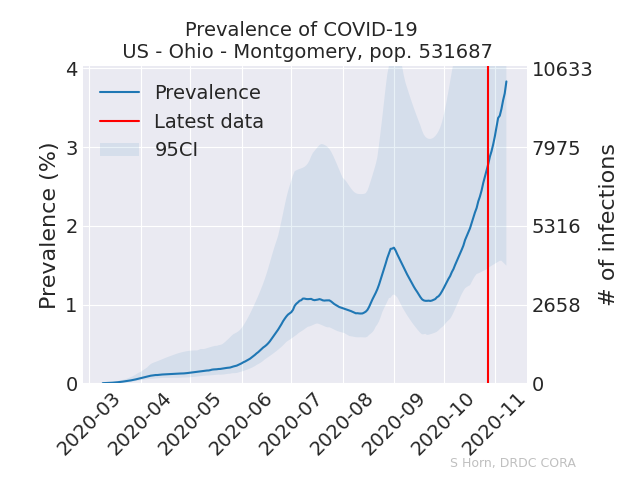 Prevalence of COVID-19
US - Ohio - Montgomery, pop. 531687
Prevalence
Latest data
95CI
Prevalence (%)
4
3
2
1
0
10633
7975
5316
2658
0
# of infections
2020-03
2020-04
2020-05
2020-06
2020-07
2020-08
2020-09
2020-10
2020-11
S Horn, DRDC CORA